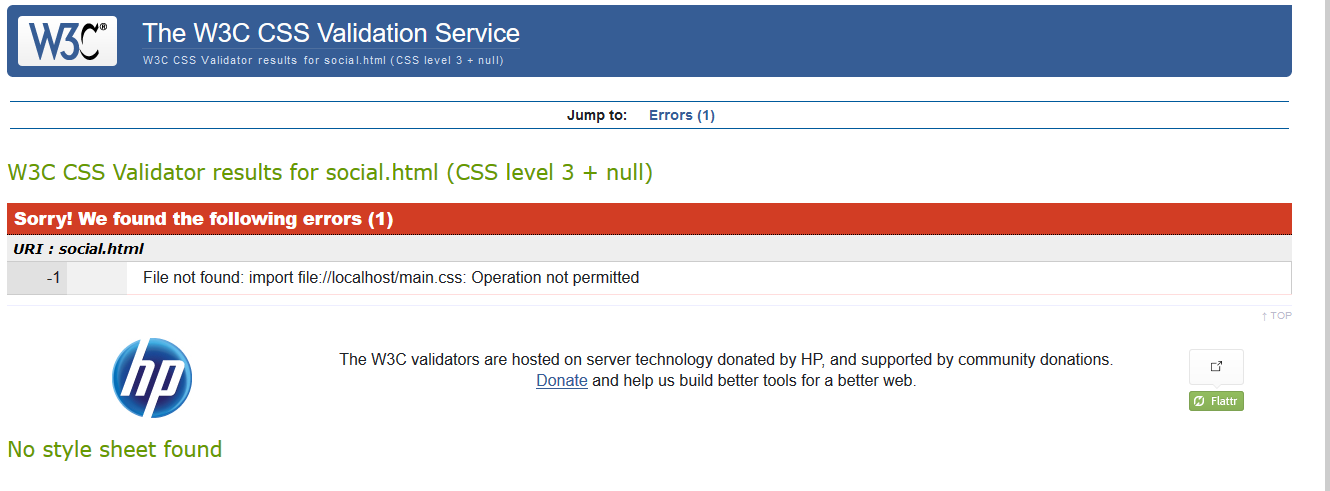 W3C®
The W3C CSS Validation Service
W3C CSS Validator results for social.html (CSS level 3 + null)
Jump to: Errors (1)
W3C CSS Validator results for social.html (CSS level 3 + null)
Sorry! We found the following errors (1)
URI : social.html
-1 File not found: import file://localhost/main.css: Operation not permitted
↑ TOP
hp
The W3C validators are hosted on server technology donated by HP, and supported by community donations.
Donate and help us build better tools for a better web.
Flattr
No style sheet found